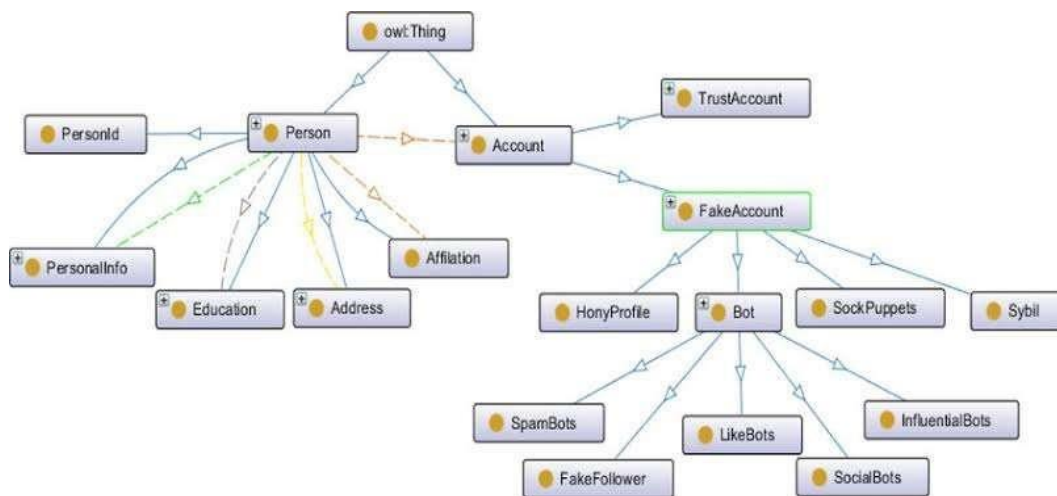 owl:Thing
TrustAccount
PersonId
Person
Account
FakeAccount
PersonalInfo
Affilation
Education
Address
HonyProfile
Bot
SockPuppets
Sybil
SpamBots
LikeBots
InfluentialBots
FakeFollower
SocialBots